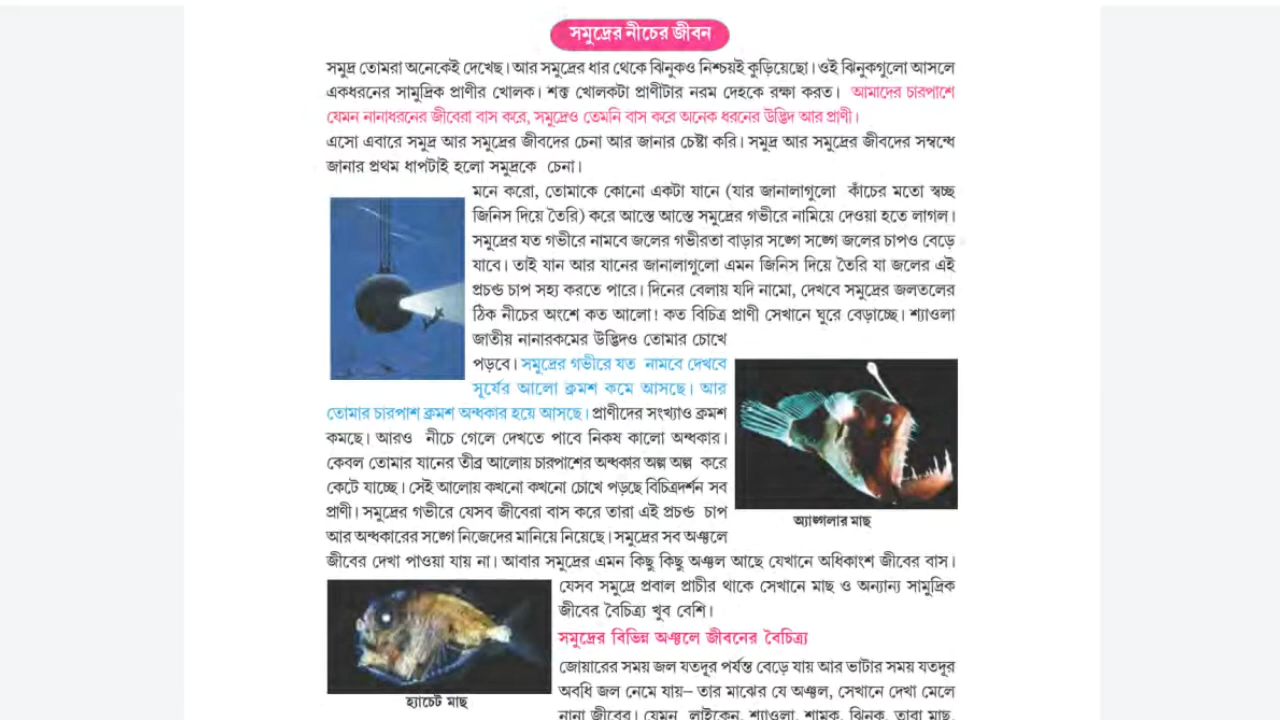 সমুদ্রের নীচের জীবন
সমুদ্র তোমরা অনেকেই দেখেছ। আর সমুদ্রের ধার থেকে ঝিনুকও নিশ্চয়ই কুড়িয়েছো। ওই ঝিনুকগুলো আসলে
একধরনের সামুদ্রিক প্রাণীর খোলক। শক্ত খোলকটা প্রাণীটার নরম দেহকে রক্ষা করত। আমাদের চারপাশে
যেমন নানাধরনের জীবেরা বাস করে, সমুদ্রেও তেমনি বাস করে অনেক ধরনের উদ্ভিদ আর প্রাণী।
এসো এবারে সমুদ্র আর সমুদ্রের জীবদের চেনা আর জানার চেষ্টা করি। সমুদ্র আর সমুদ্রের জীবদের সম্বন্ধে
জানার প্রথম ধাপটাই হলো সমুদ্রকে চেনা।
মনে করো, তোমাকে কোনো একটা যানে (যার জানালাগুলো কাঁচের মতো স্বচ্ছ
জিনিস দিয়ে তৈরি) করে আস্তে আস্তে সমুদ্রের গভীরে নামিয়ে দেওয়া হতে লাগল।
সমুদ্রের যত গভীরে নামবে জলের গভীরতা বাড়ার সঙ্গে সঙ্গে জলের চাপও বেড়ে
যাবে। তাই যান আর যানের জানালাগুলো এমন জিনিস দিয়ে তৈরি যা জলের এই
প্রচন্ড চাপ সহ্য করতে পারে। দিনের বেলায় যদি নামো, দেখবে সমুদ্রের জলতলের
ঠিক নীচের অংশে কত আলো! কত বিচিত্র প্রাণী সেখানে ঘুরে বেড়াচ্ছে। শ্যাওলা
জাতীয় নানারকমের উদ্ভিদও তোমার চোখে
পড়বে। সমুদ্রের গভীরে যত নামবে দেখবে
সূর্যের আলো ক্রমশ কমে আসছে। আর
তোমার চারপাশ ক্রমশ অন্ধকার হয়ে আসছে। প্রাণীদের সংখ্যাও ক্রমশ
কমছে। আরও নীচে গেলে দেখতে পাবে নিকষ কালো অন্ধকার।
কেবল তোমার যানের তীব্র আলোয় চারপাশের অন্ধকার অল্প অল্প করে
কেটে যাচ্ছে। সেই আলোয় কখনো কখনো চোখে পড়ছে বিচিত্রদর্শন সব
প্রাণী। সমুদ্রের গভীরে যেসব জীবেরা বাস করে তারা এই প্রচন্ড চাপ
আর অন্ধকারের সঙ্গে নিজেদের মানিয়ে নিয়েছে। সমুদ্রের সব অঞ্চলে
অ্যাঙ্গলার মাছ
জীবের দেখা পাওয়া যায় না। আবার সমুদ্রের এমন কিছু কিছু অঞ্চল আছে যেখানে অধিকাংশ জীবের বাস।
যেসব সমুদ্রে প্রবাল প্রাচীর থাকে সেখানে মাছ ও অন্যান্য সামুদ্রিক
জীবের বৈচিত্র্য খুব বেশি।
সমুদ্রের বিভিন্ন অঞ্চলে জীবনের বৈচিত্র্য
জোয়ারের সময় জল যতদূর পর্যন্ত বেড়ে যায় আর ভাটার সময় যতদূর
অবধি জল নেমে যায়– তার মাঝের যে অঞ্চল, সেখানে দেখা মেলে
হ্যাচেট মাছ
নানা জীবের। যেমন লাইকেন, শ্যাওলা, শামুক, ঝিনুক, তারা মাছ,